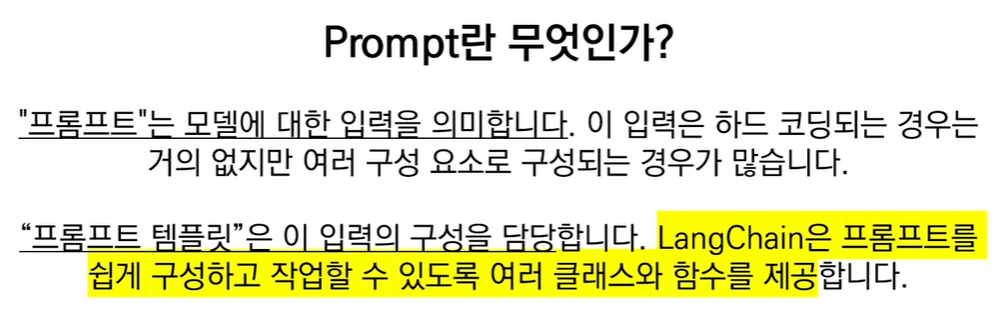 Prompt란 무엇인가?
"프롬프트"는 모델에 대한 입력을 의미합니다. 이 입력은 하드 코딩되는 경우는
거의 없지만 여러 구성 요소로 구성되는 경우가 많습니다.
“프롬프트 템플릿”은 이 입력의 구성을 담당합니다. LangChain은 프롬프트를
쉽게 구성하고 작업할 수 있도록 여러 클래스와 함수를 제공합니다.